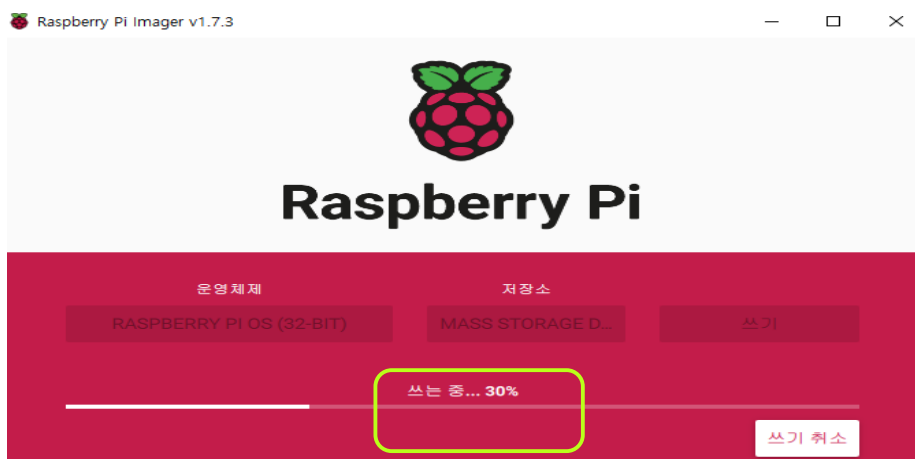 Raspberry Pi Imager v1.7.3
Raspberry Pi
운영체제
저장소
RASPBERRY PI OS (32-BIT)
MASS STORAGE D...
쓰기
쓰는 중... 30%
쓰기 취소